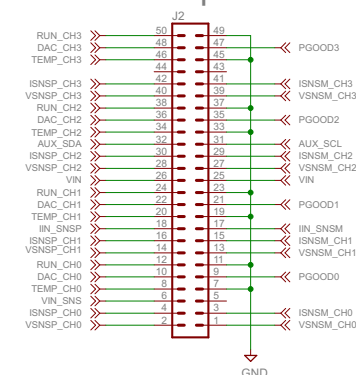 J2
RUN_CH3 50 49
DAC_CH3 48 47 PGOOD3
TEMP_CH3 46 45
44 43
ISNSP_CH3 42 41 ISNSM_CH3
VSNSP_CH3 40 39 VSNSM_CH3
RUN_CH2 38 37
DAC_CH2 36 35 PGOOD2
TEMP_CH2 34 33
AUX_SDA 32 31 AUX_SCL
ISNSP_CH2 30 29 ISNSM_CH2
VSNSP_CH2 28 27 VSNSM_CH2
VIN 26 25 VIN
RUN_CH1 24 23
DAC_CH1 22 21 PGOOD1
TEMP_CH1 20 19
IIN_SNSP 18 17 IIN_SNSM
ISNSP_CH1 16 15 ISNSM_CH1
VSNSP_CH1 14 13 VSNSM_CH1
RUN_CH0 12 11
DAC_CH0 10 9 PGOOD0
TEMP_CH0 8 7
VIN_SNS 6 5
ISNSP_CH0 4 3 ISNSM_CH0
VSNSP_CH0 2 1 VSNSM_CH0
GND